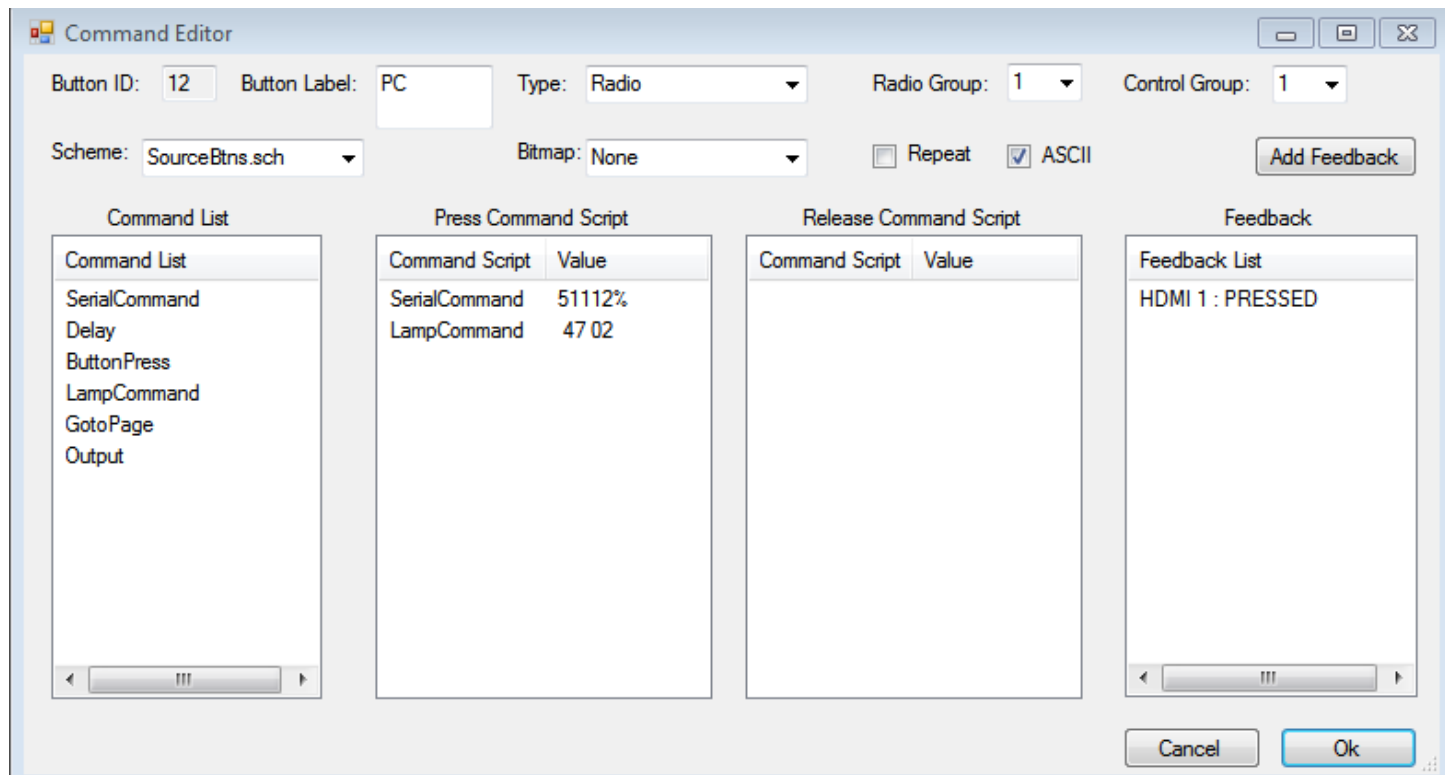 Command Editor
Button ID: 12 Button Label: PC Type: Radio Radio Group: 1 Control Group: 1
Scheme: SourceBtns.sch Bitmap: None Repeat ASCII Add Feedback
Command List Press Command Script Release Command Script Feedback
Command List Command Script Value Command Script Value Feedback List
SerialCommand SerialCommand 51112% HDMI 1 : PRESSED
Delay LampCommand 47 02
ButtonPress
LampCommand
GotoPage
Output
Cancel Ok